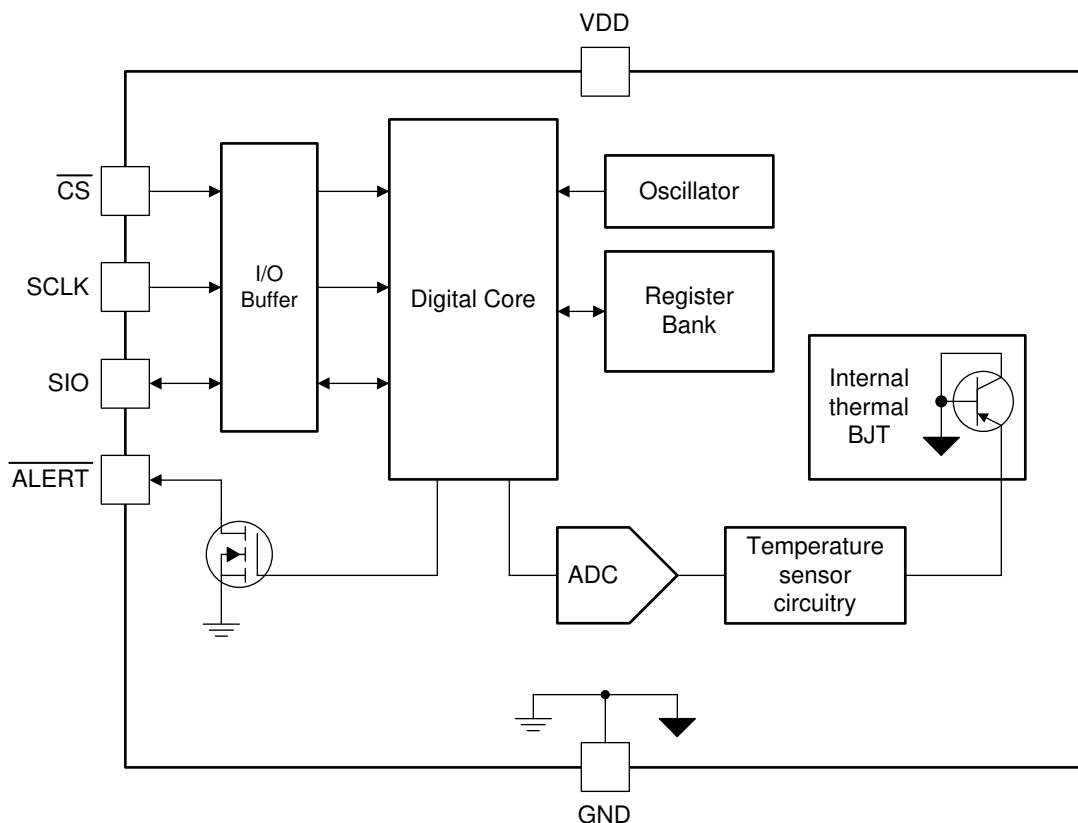 VDD
CS
SCLK
SIO
ALERT
I/O
Buffer
Digital Core
Oscillator
Register
Bank
Internal
thermal
BJT
ADC
Temperature
sensor
circuitry
GND